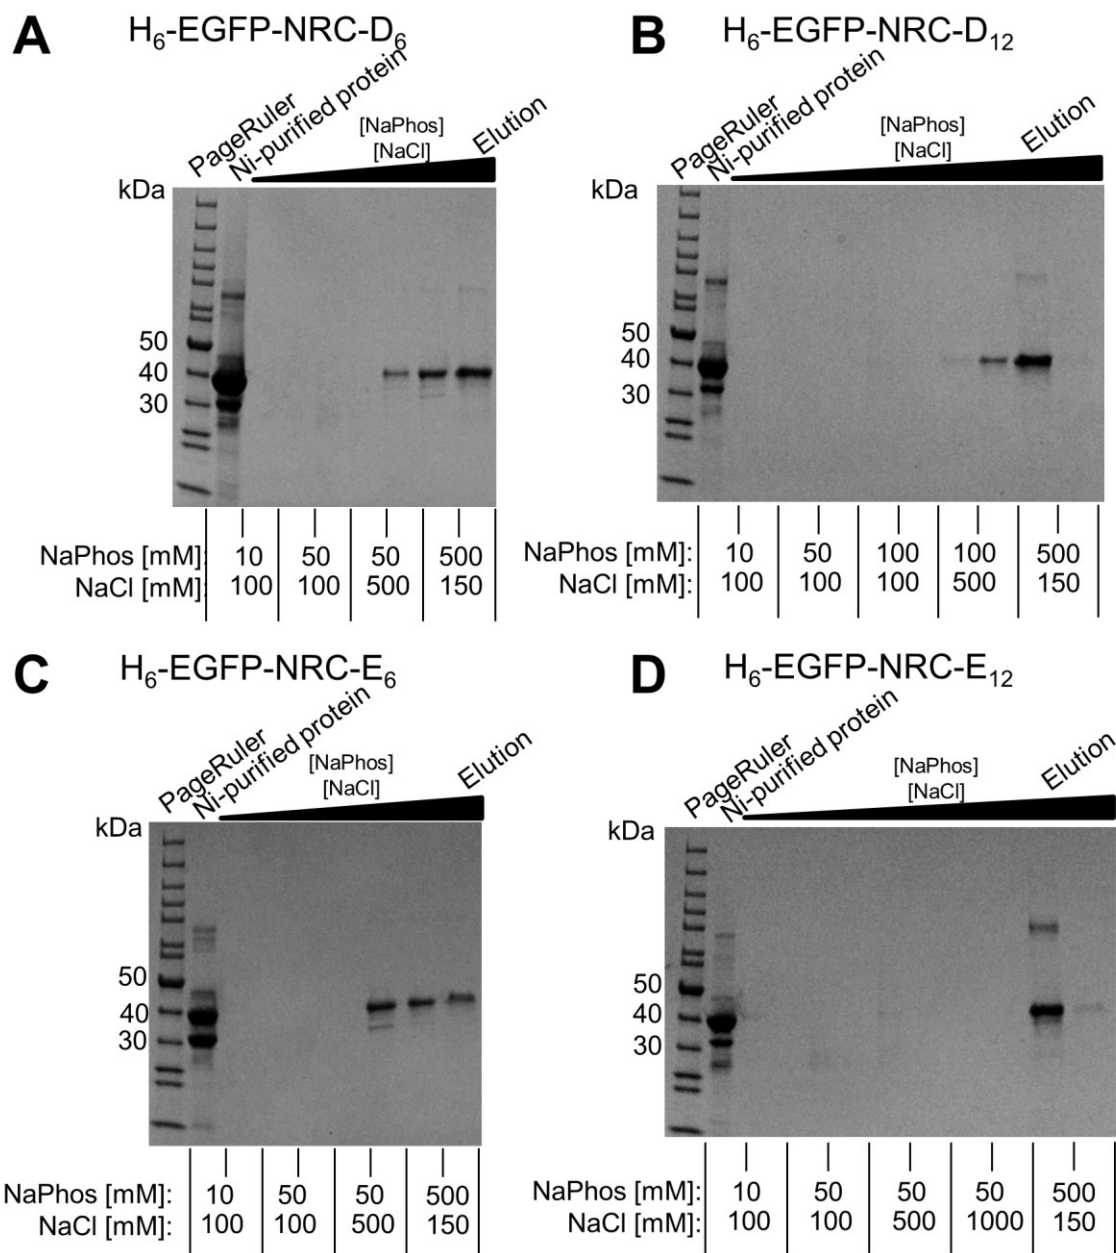 A H₆-EGFP-NRC-D₆
PageRuler
Ni-purified protein
[NaPhos]
[NaCl]
Elution
kDa
50
40
30
NaPhos [mM]: 10 50 50 500
NaCl [mM]: 100 100 500 150
B H₆-EGFP-NRC-D₁₂
PageRuler
Ni-purified protein
[NaPhos]
[NaCl]
Elution
kDa
50
40
30
NaPhos [mM]: 10 50 100 100 500
NaCl [mM]: 100 100 100 500 150
C H₆-EGFP-NRC-E₆
PageRuler
Ni-purified protein
[NaPhos]
[NaCl]
Elution
kDa
50
40
30
NaPhos [mM]: 10 50 50 500
NaCl [mM]: 100 100 500 150
D H₆-EGFP-NRC-E₁₂
PageRuler
Ni-purified protein
[NaPhos]
[NaCl]
Elution
kDa
50
40
30
NaPhos [mM]: 10 50 50 50 500
NaCl [mM]: 100 100 500 1000 150